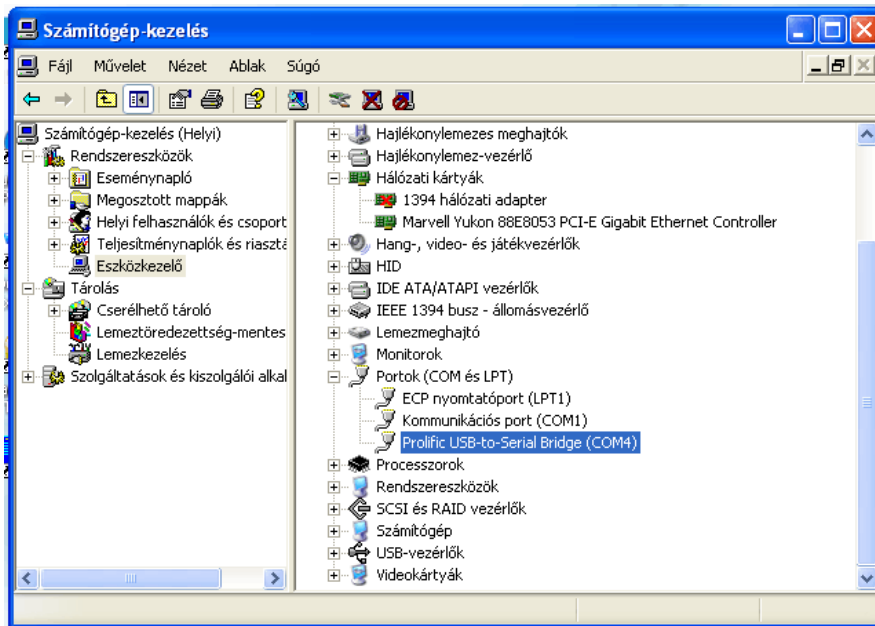 Számítógép-kezelés
Fájl Művelet Nézet Ablak Súgó
Számítógép-kezelés (Helyi)
Rendszereszközök
Eseménynapló
Megosztott mappák
Helyi felhasználók és csoport
Teljesítménynaplók és riasztá
Eszközkezelő
Tárolás
Cserélhető tároló
Lemeztöredezettség-mentes
Lemezkezelés
Szolgáltatások és kiszolgálói alkal
Hajlékonylemezes meghajtók
Hajlékonylemez-vezérlő
Hálózati kártyák
1394 hálózati adapter
Marvell Yukon 88E8053 PCI-E Gigabit Ethernet Controller
Hang-, video- és játékvezérlők
HID
IDE ATA/ATAPI vezérlők
IEEE 1394 busz - állomásvezérlő
Lemezmeghajtó
Monitorok
Portok (COM és LPT)
ECP nyomtatóport (LPT1)
Kommunikációs port (COM1)
Prolific USB-to-Serial Bridge (COM4)
Processzorok
Rendszereszközök
SCSI és RAID vezérlők
Számítógép
USB-vezérlők
Videokártyák